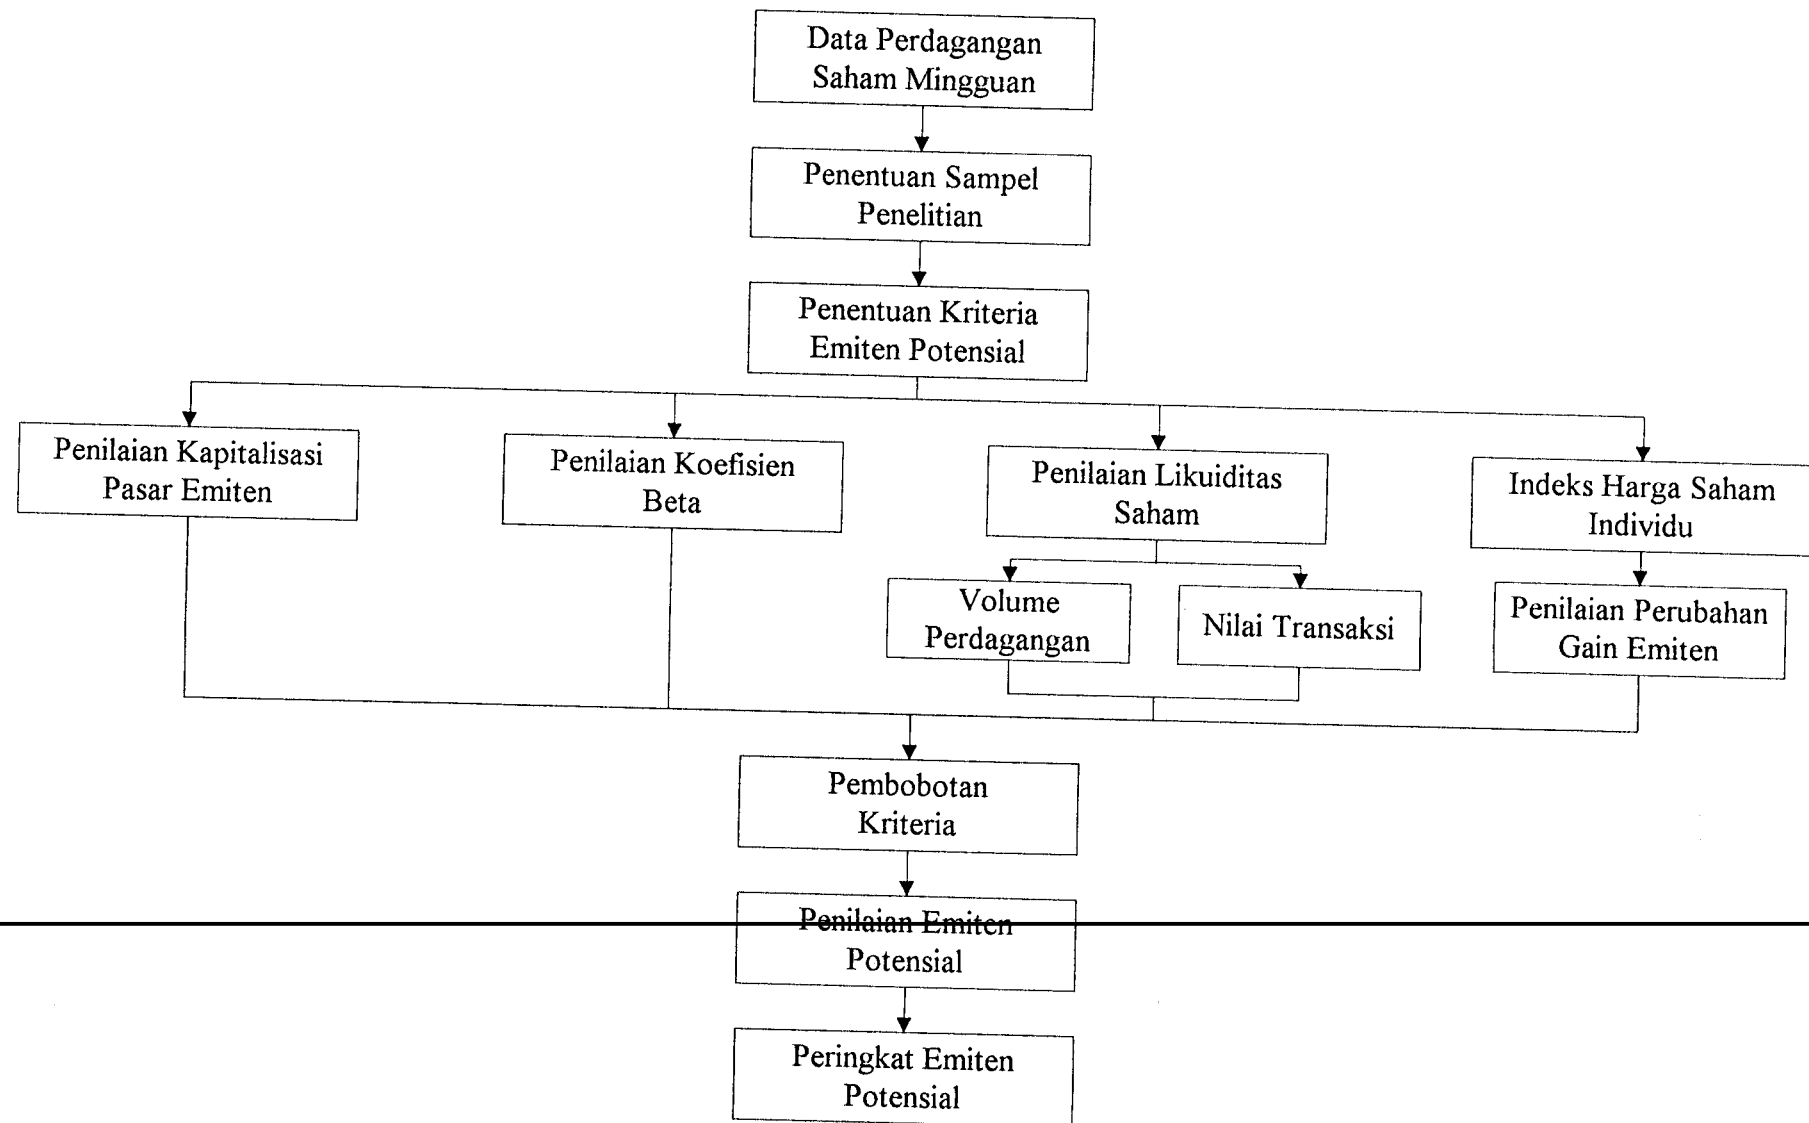 Data Perdagangan
Saham Mingguan
Penentuan Sampel
Penelitian
Penentuan Kriteria
Emiten Potensial
Penilaian Kapitalisasi
Pasar Emiten
Penilaian Koefisien
Beta
Penilaian Likuiditas
Saham
Indeks Harga Saham
Individu
Volume
Perdagangan
Nilai Transaksi
Penilaian Perubahan
Gain Emiten
Pembobotan
Kriteria
Penilaian Emiten
Potensial
Peringkat Emiten
Potensial